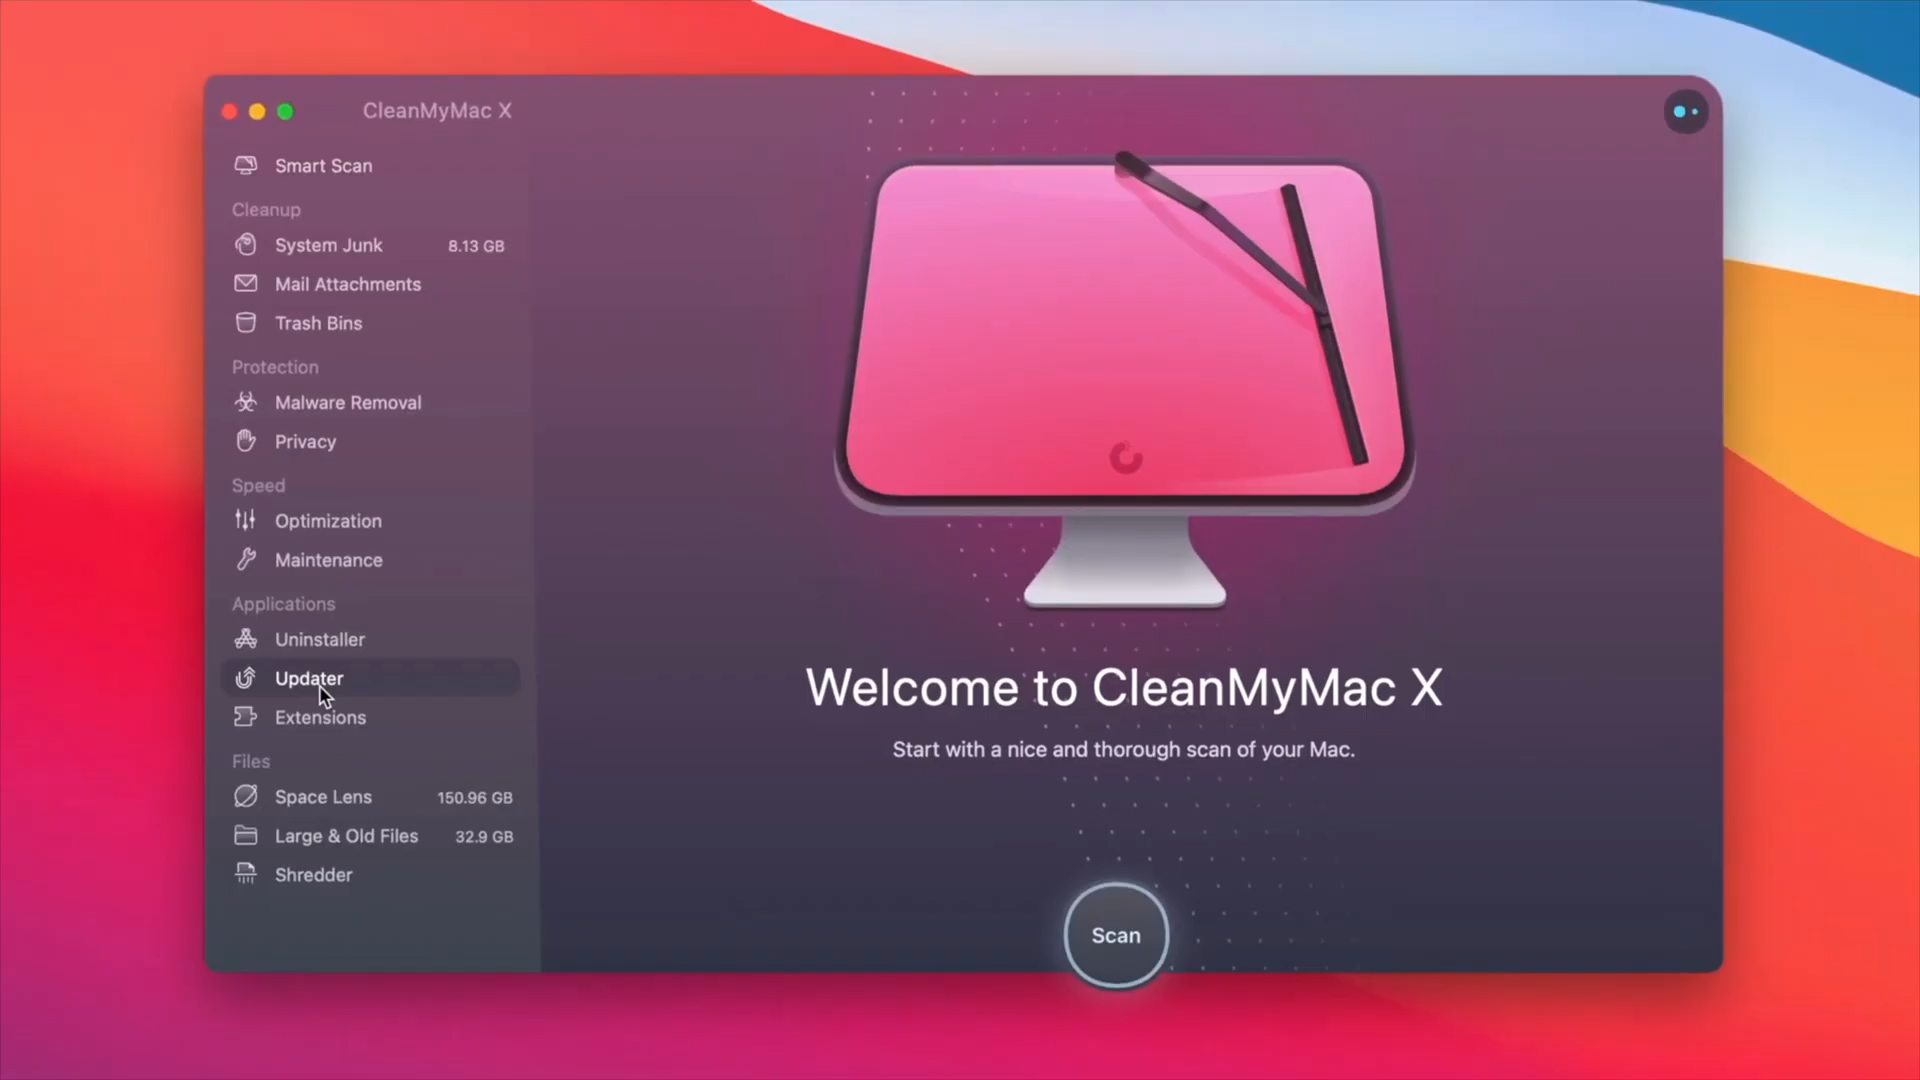 CleanMyMac X
Smart Scan
Cleanup
System Junk 8.13 GB
Mail Attachments
Trash Bins
Protection
Malware Removal
Privacy
Speed
Optimization
Maintenance
Applications
Uninstaller
Updater
Extensions
Files
Space Lens 150.96 GB
Large & Old Files 32.9 GB
Shredder
Welcome to CleanMyMac X
Start with a nice and thorough scan of your Mac.
Scan